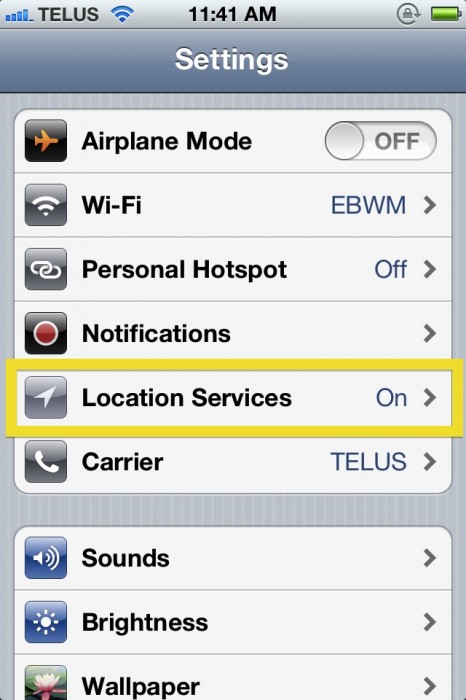 TELUS 11:41 AM
Settings
Airplane Mode OFF
Wi-Fi EBWM
Personal Hotspot Off
Notifications
Location Services On
Carrier TELUS
Sounds
Brightness
Wallpaper